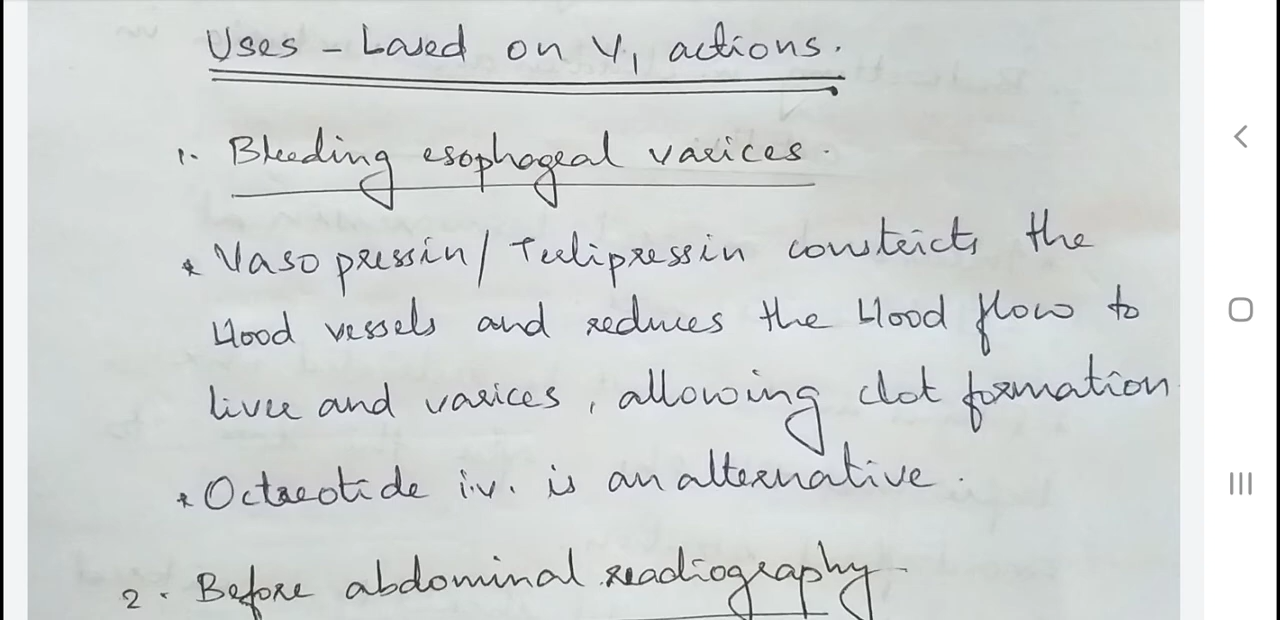 Uses - based on V1 actions.
1. Bleeding esophageal varices.
* Vasopressin/ Terlipressin constricts the
blood vessels and reduces the blood flow to
liver and varices, allowing clot formation
* Octreotide i.v. is an alternative.
2. Before abdominal readiography.